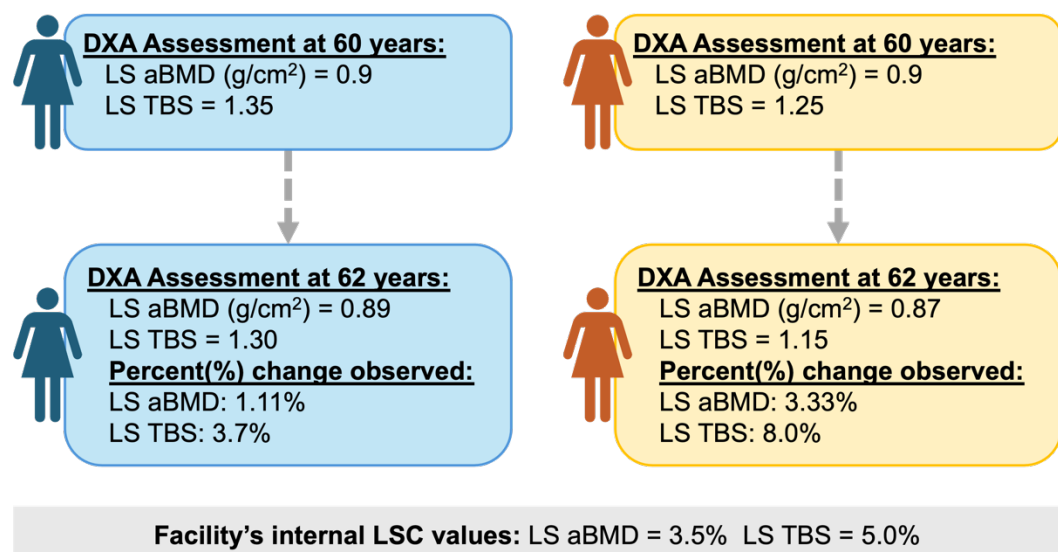 DXA Assessment at 60 years:
LS aBMD (g/cm²) = 0.9
LS TBS = 1.35
DXA Assessment at 60 years:
LS aBMD (g/cm²) = 0.9
LS TBS = 1.25
DXA Assessment at 62 years:
LS aBMD (g/cm²) = 0.89
LS TBS = 1.30
Percent(%) change observed:
LS aBMD: 1.11%
LS TBS: 3.7%
DXA Assessment at 62 years:
LS aBMD (g/cm²) = 0.87
LS TBS = 1.15
Percent(%) change observed:
LS aBMD: 3.33%
LS TBS: 8.0%
Facility's internal LSC values: LS aBMD = 3.5% LS TBS = 5.0%